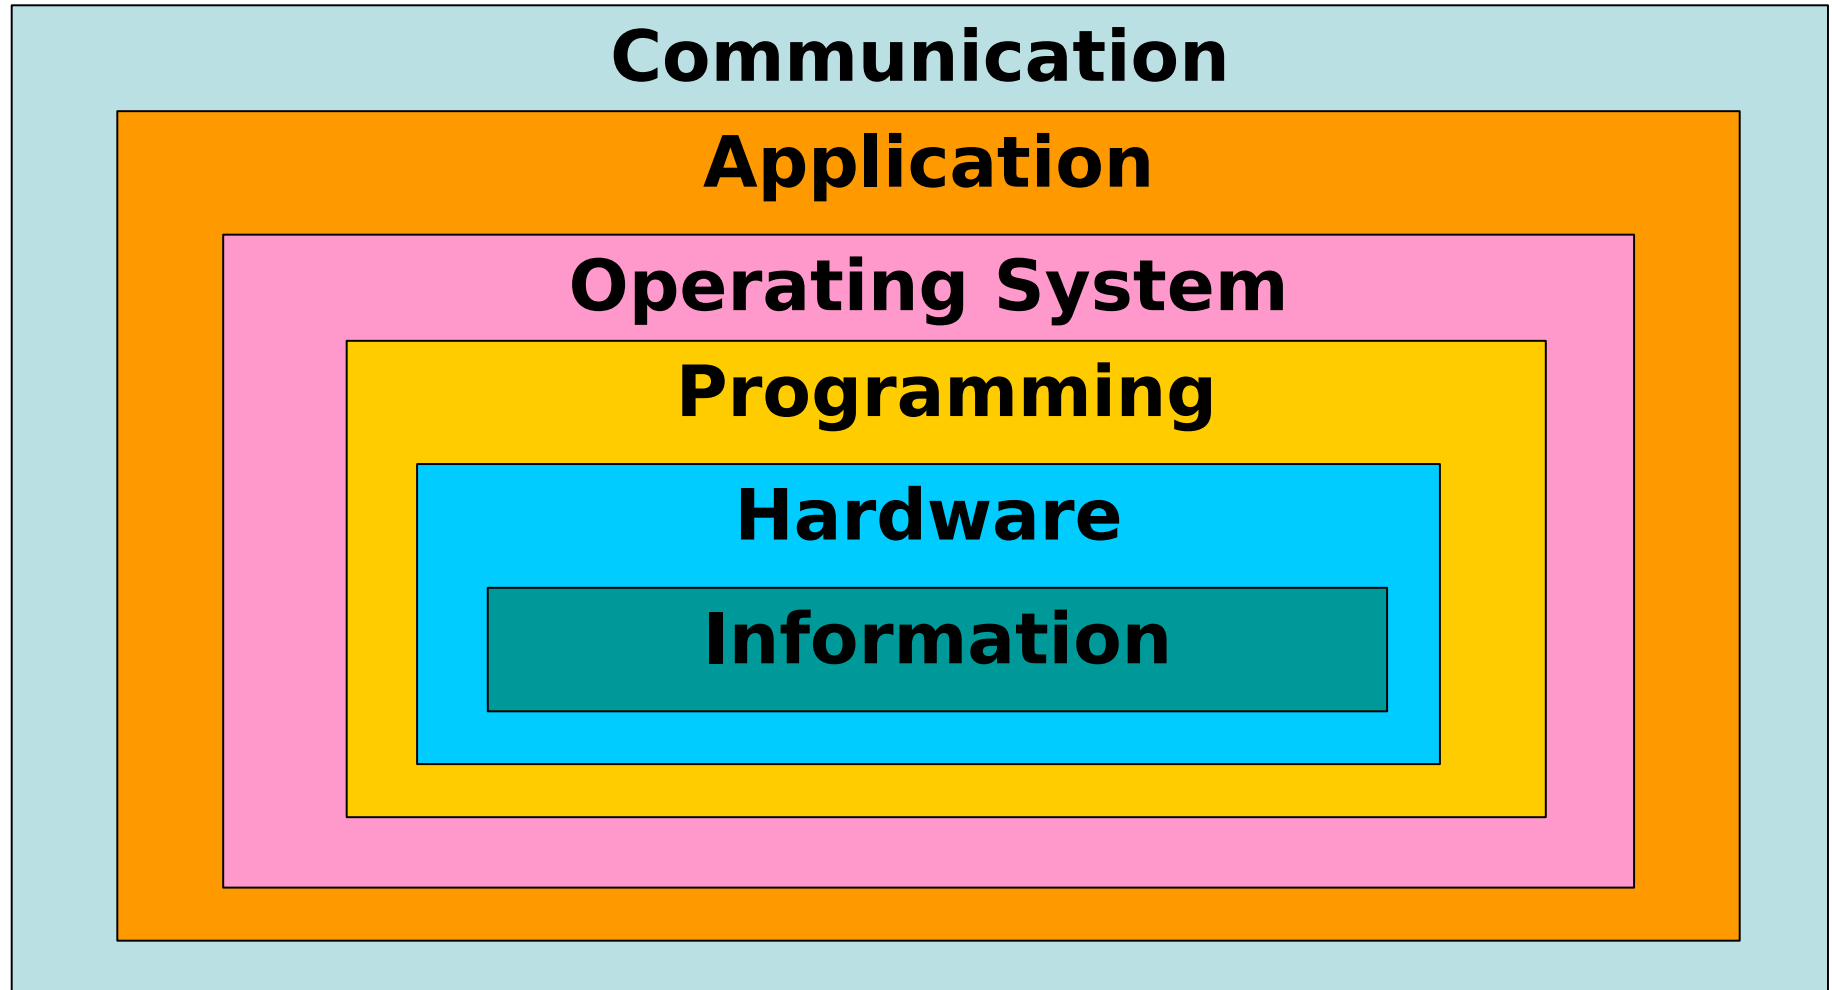 Communication
Application
Operating System
Programming
Hardware
Information